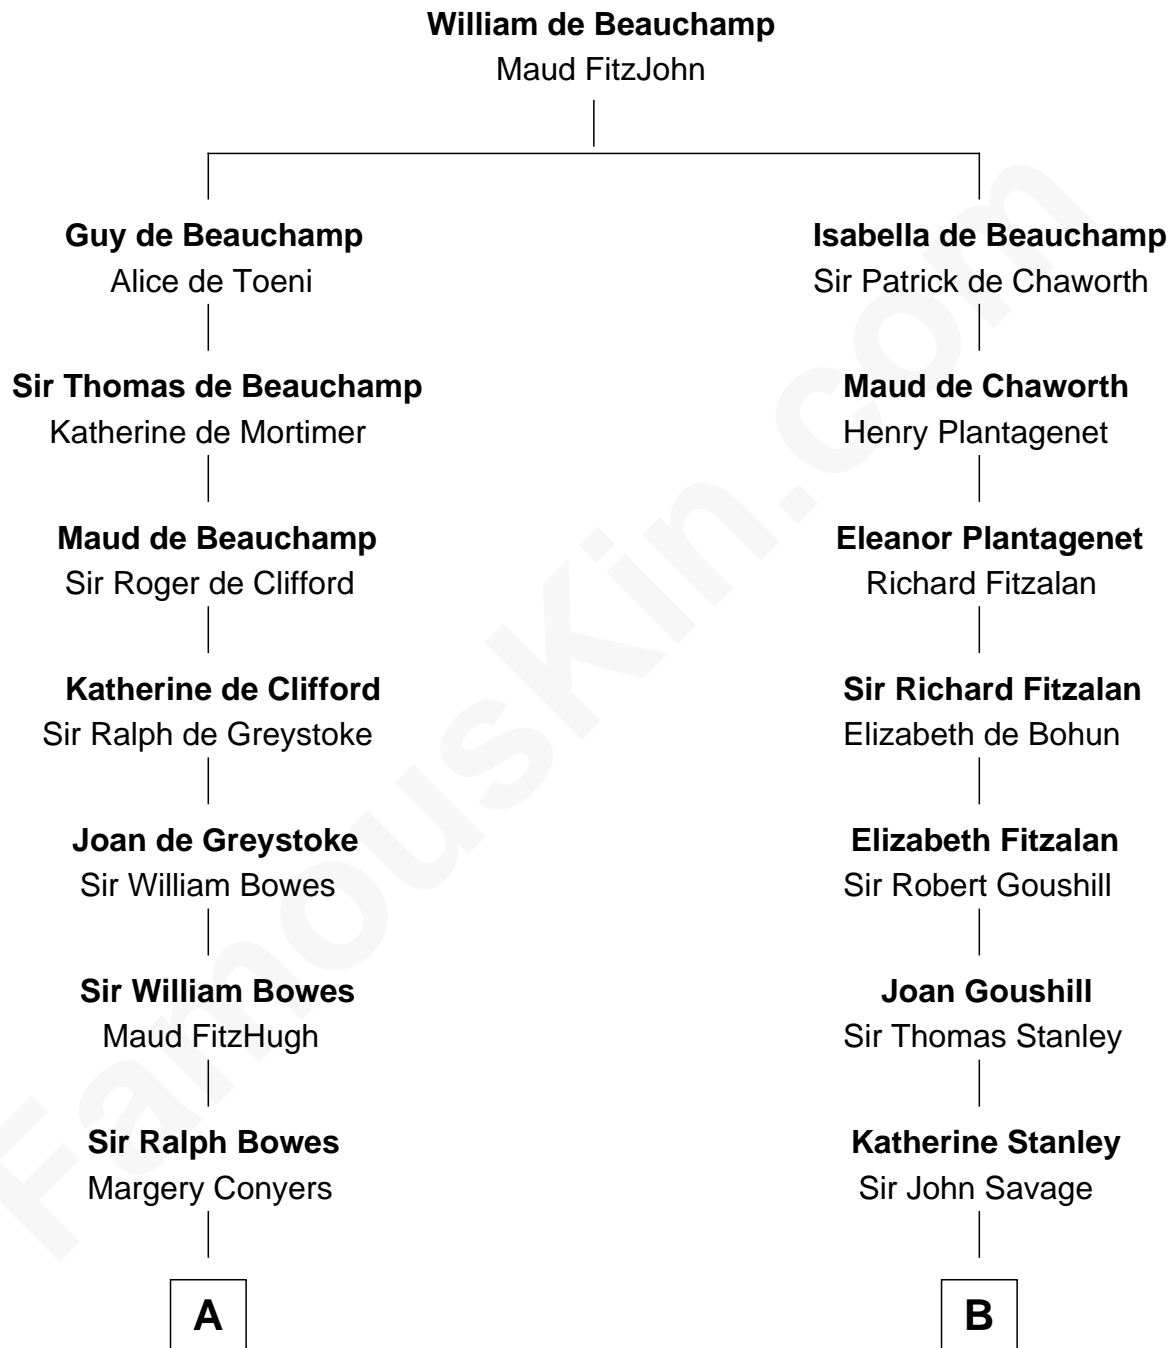 William de Beauchamp
Maud FitzJohn
Guy de Beauchamp
Alice de Toeni
Isabella de Beauchamp
Sir Patrick de Chaworth
Sir Thomas de Beauchamp
Katherine de Mortimer
Maud de Chaworth
Henry Plantagenet
Maud de Beauchamp
Sir Roger de Clifford
Eleanor Plantagenet
Richard Fitzalan
Katherine de Clifford
Sir Ralph de Greystoke
Sir Richard Fitzalan
Elizabeth de Bohun
Joan de Greystoke
Sir William Bowes
Elizabeth Fitzalan
Sir Robert Goushill
Sir William Bowes
Maud FitzHugh
Joan Goushill
Sir Thomas Stanley
Sir Ralph Bowes
Margery Conyers
Katherine Stanley
Sir John Savage
A
B
FamousKin.com